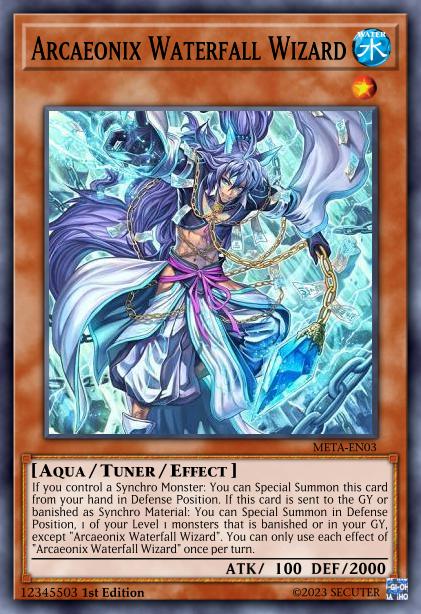 Arcaeonix Waterfall Wizard
WATER
水
META-EN03
[Aqua / Tuner / Effect]
If you control a Synchro Monster: You can Special Summon this card
from your hand in Defense Position. If this card is sent to the GY or
banished as Synchro Material: You can Special Summon in Defense
Position, 1 of your Level 1 monsters that is banished or in your GY,
except "Arcaeonix Waterfall Wizard". You can only use each effect of
"Arcaeonix Waterfall Wizard" once per turn.
ATK/ 100 DEF/2000
12345503 1st Edition
©2023 SECUTER